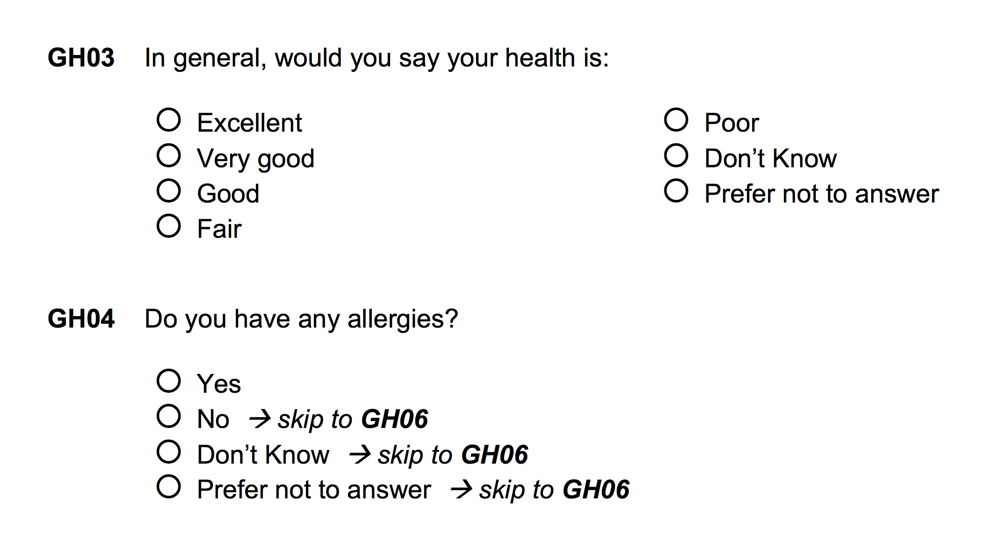 GH03 In general, would you say your health is:
Excellent
Very good
Good
Fair
Poor
Don’t Know
Prefer not to answer
GH04 Do you have any allergies?
Yes
No → skip to GH06
Don’t Know → skip to GH06
Prefer not to answer → skip to GH06